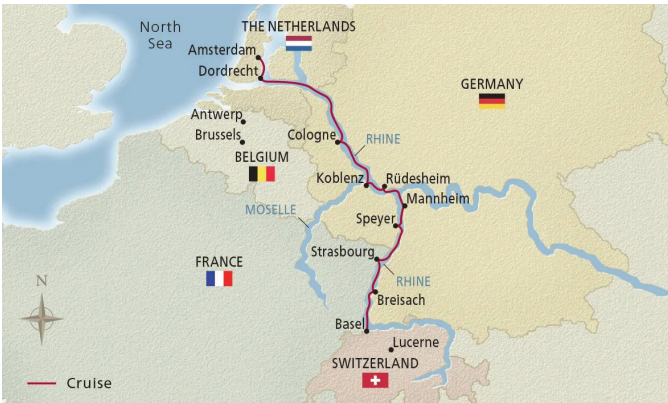 North
Sea
THE NETHERLANDS
Amsterdam
Dordrecht
GERMANY
Antwerp
Brussels
Cologne
RHINE
BELGIUM
Koblenz
Rüdesheim
Mannheim
MOSELLE
Speyer
Strasbourg
FRANCE
RHINE
N
Breisach
Basel
Lucerne
SWITZERLAND
Cruise